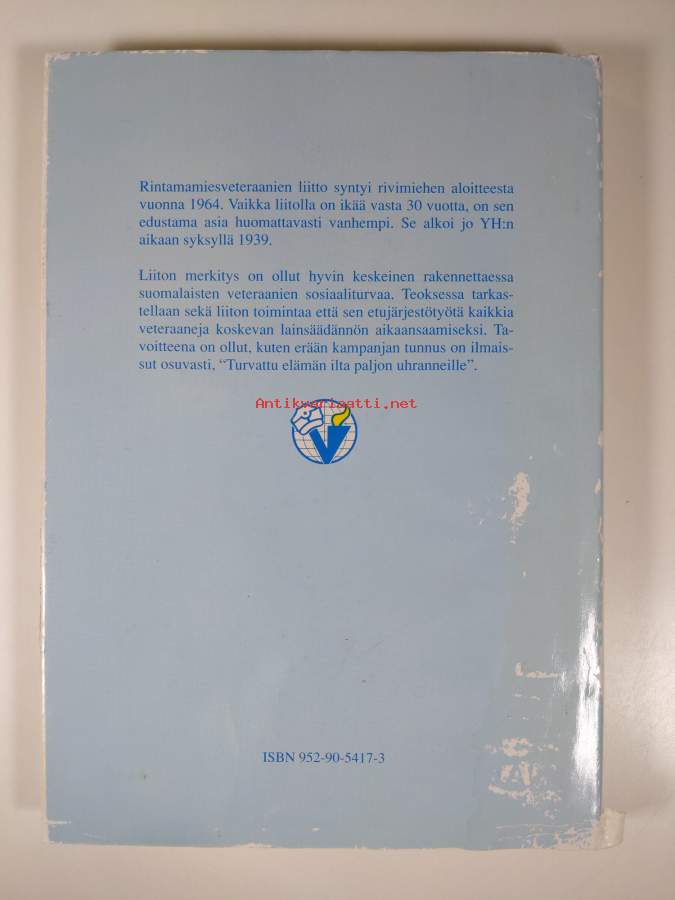 Rintamamiesveteraanien liitto syntyi rivimiehen aloitteesta
vuonna 1964. Vaikka liitolla on ikää vasta 30 vuotta, on sen
edustama asia huomattavasti vanhempi. Se alkoi jo YH:n
aikaan syksyllä 1939.
Liiton merkitys on ollut hyvin keskeinen rakennettaessa
suomalaisten veteraanien sosiaaliturvaa. Teoksessa tarkas-
tellaan sekä liiton toimintaa että sen etujärjestötyötä kaikkia
veteraaneja koskevan lainsäädännön aikaansaamiseksi. Ta-
voitteena on ollut, kuten erään kampanjan tunnus on ilmais-
sut osuvasti, “Turvattu elämän ilta paljon uhranneille”.
Antikvariaatti.net
V
ISBN 952-90-5417-3